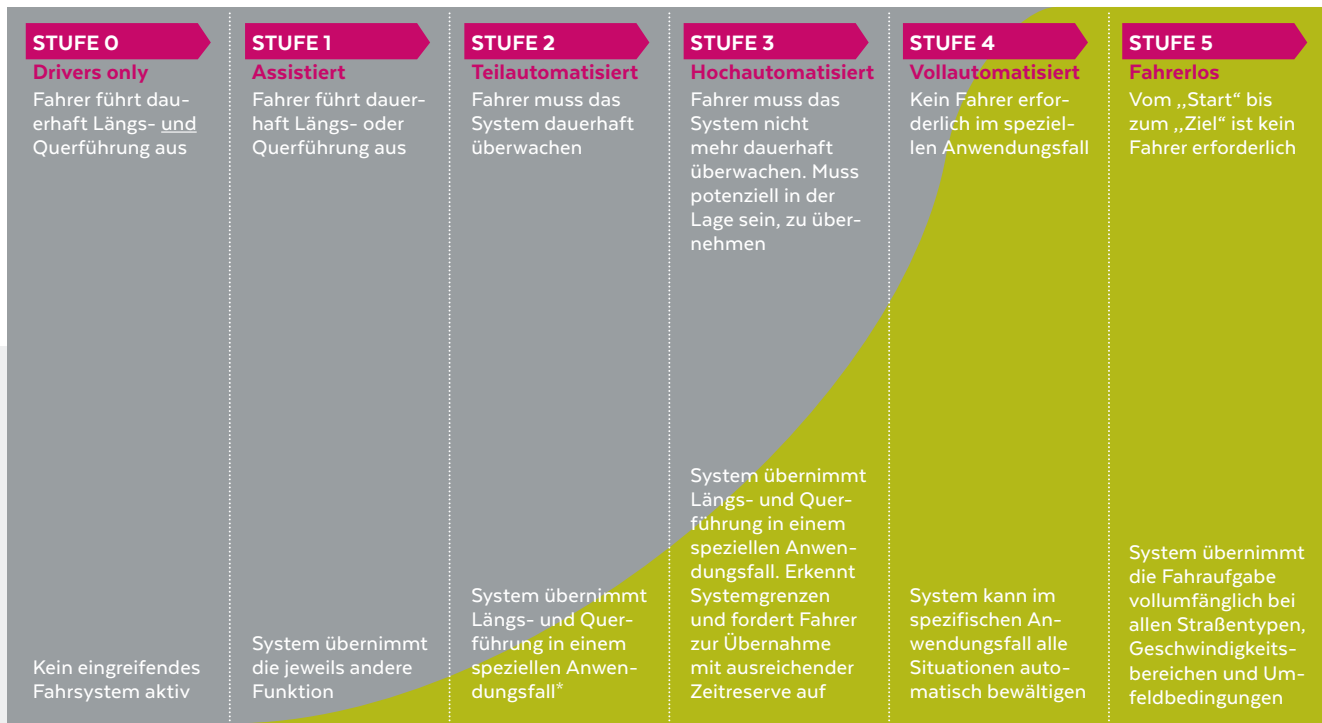 STUFE 0
Drivers only
Fahrer führt dau-
erhaft Längs- und
Querführung aus
Kein eingreifendes
Fahrsystem aktiv
STUFE 1
Assistiert
Fahrer führt dauer-
haft Längs- oder
Querführung aus
System übernimmt
die jeweils andere
Funktion
STUFE 2
Teilautomatisiert
Fahrer muss das
System dauerhaft
überwachen
System übernimmt
Längs- und Quer-
führung in einem
speziellen Anwen-
dungsfall*
STUFE 3
Hochautomatisiert
Fahrer muss das
System nicht
mehr dauerhaft
überwachen. Muss
potenziell in der
Lage sein, zu über-
nehmen
System übernimmt
Längs- und Quer-
führung in einem
speziellen Anwen-
dungsfall. Erkennt
Systemgrenzen
und fordert Fahrer
zur Übernahme
mit ausreichender
Zeitreserve auf
STUFE 4
Vollautomatisiert
Kein Fahrer erfor-
derlich im speziel-
len Anwendungsfall
System kann im
spezifischen An-
wendungsfall alle
Situationen auto-
matisch bewältigen
STUFE 5
Fahrerlos
Vom ,,Start“ bis
zum ,,Ziel“ ist kein
Fahrer erforderlich
System übernimmt
die Fahraufgabe
vollumfänglich bei
allen Straßentypen,
Geschwindigkeits-
bereichen und Um-
feldbedingungen